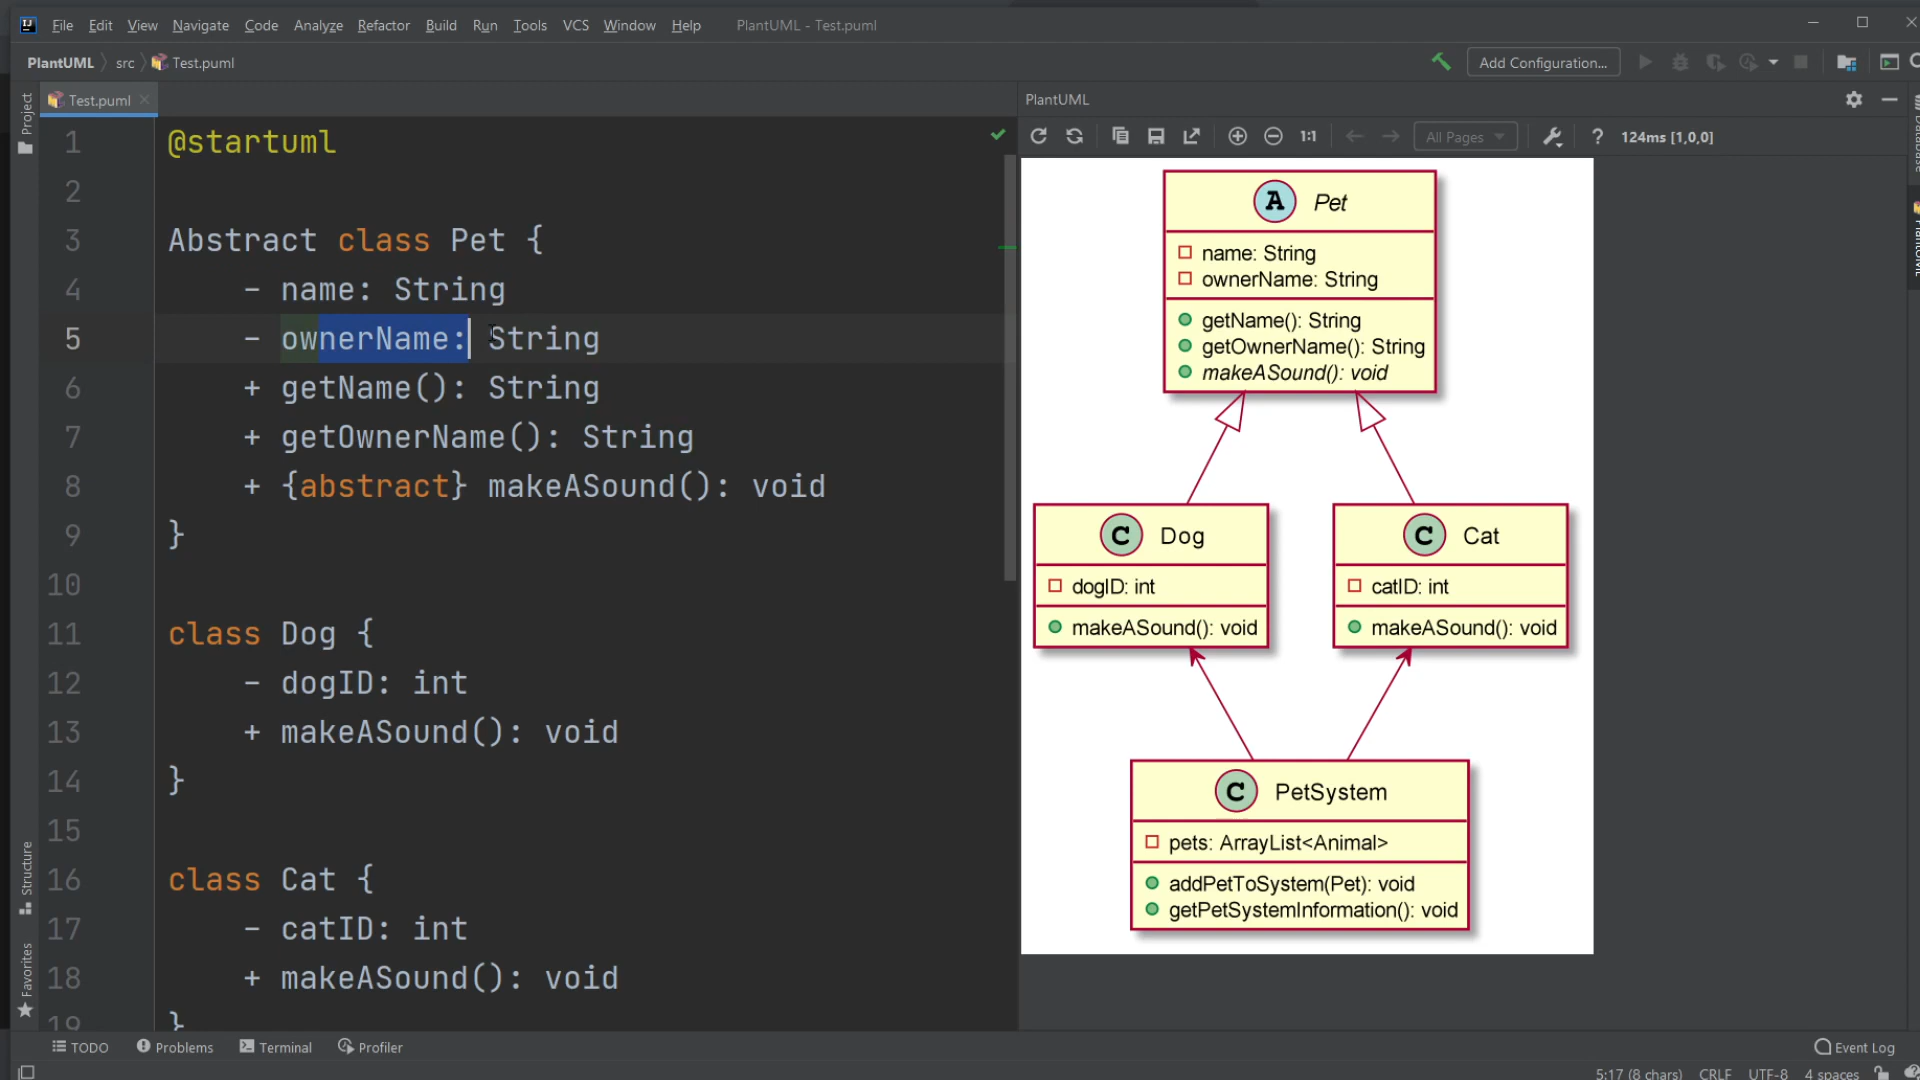 File Edit View Navigate Code Analyze Refactor Build Run Tools VCS Window Help PlantUML - Test.puml
PlantUML src Test.puml
Add Configuration...
Project
Test.puml
1 @startuml
2
3 Abstract class Pet {
4 - name: String
5 - ownerName: String
6 + getName(): String
7 + getOwnerName(): String
8 + {abstract} makeASound(): void
9 }
10
11 class Dog {
12 - dogID: int
13 + makeASound(): void
14 }
15
16 class Cat {
17 - catID: int
18 + makeASound(): void
19 }
Structure
Favorites
PlantUML
1:1 All Pages ? 124ms [1,0,0]
A Pet
name: String
ownerName: String
getName(): String
getOwnerName(): String
makeASound(): void
C Dog
dogID: int
makeASound(): void
C Cat
catID: int
makeASound(): void
C PetSystem
pets: ArrayList<Animal>
addPetToSystem(Pet): void
getPetSystemInformation(): void
Database
PlantUML
TODO Problems Terminal Profiler Event Log
5:17 (8 chars) CRLF UTF-8 4 spaces